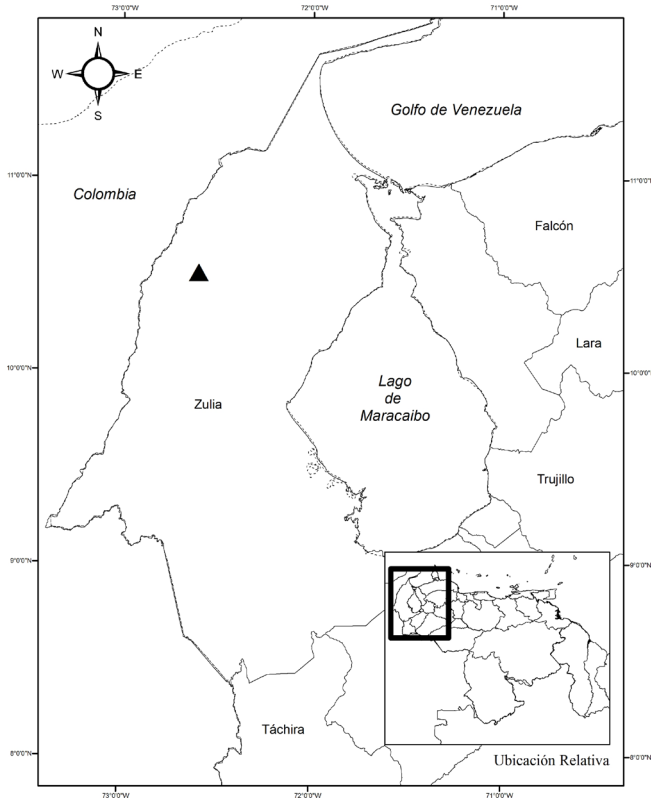 73°0'0"W 72°0'0"W 71°0'0"W
N
W E
S
Golfo de Venezuela
11°0'0"N 11°0'0"N
Colombia
Falcón
Lara
10°0'0"N 10°0'0"N
Lago
de
Maracaibo
Zulia
Trujillo
9°0'0"N 9°0'0"N
Táchira
8°0'0"N 8°0'0"N
Ubicación Relativa
73°0'0"W 72°0'0"W 71°0'0"W